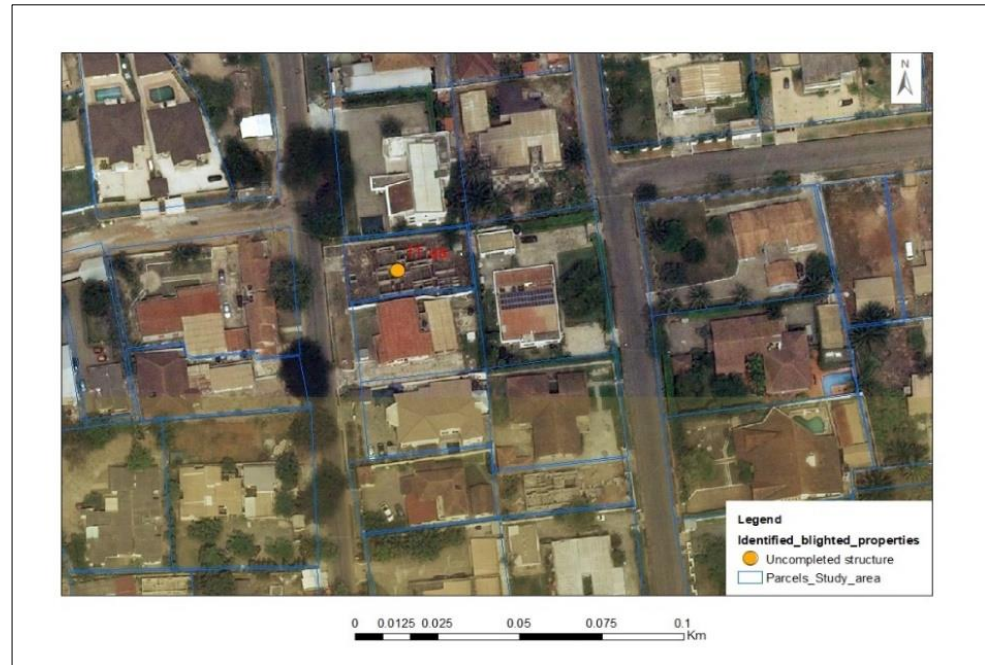 N
Legend
Identified_blighted_properties
Uncompleted structure
Parcels_Study_area
0 0.0125 0.025 0.05 0.075 0.1
Km